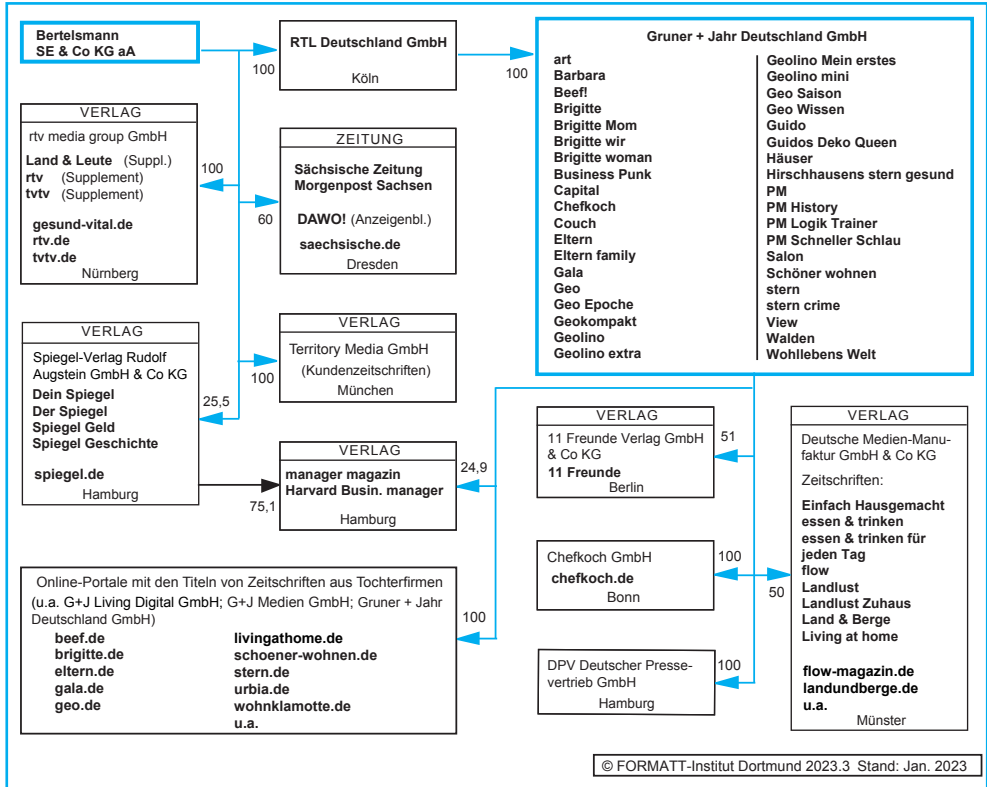 Bertelsmann
SE & Co KG aA
100
RTL Deutschland GmbH
Köln
100
Gruner + Jahr Deutschland GmbH
art
Barbara
Beef!
Brigitte
Brigitte Mom
Brigitte wir
Brigitte woman
Business Punk
Capital
Chefkoch
Couch
Eltern
Eltern family
Gala
Geo
Geo Epoche
Geokompakt
Geolino
Geolino extra
Geolino Mein erstes
Geolino mini
Geo Saison
Geo Wissen
Guido
Guidos Deko Queen
Häuser
Hirschhausens stern gesund
PM
PM History
PM Logik Trainer
PM Schneller Schlau
Salon
Schöner wohnen
stern
stern crime
View
Walden
Wohllebens Welt
VERLAG
rtv media group GmbH
Land & Leute (Suppl.)
rtv (Supplement)
tvtv (Supplement)
gesund-vital.de
rtv.de
tvtv.de
Nürnberg
100
ZEITUNG
Sächsische Zeitung
Morgenpost Sachsen
DAWO! (Anzeigenbl.)
saechsische.de
Dresden
60
VERLAG
Spiegel-Verlag Rudolf
Augstein GmbH & Co KG
Dein Spiegel
Der Spiegel
Spiegel Geld
Spiegel Geschichte
spiegel.de
Hamburg
25,5
VERLAG
Territory Media GmbH
(Kundenzeitschriften)
München
100
VERLAG
manager magazin
Harvard Busin. manager
Hamburg
75,1
24,9
VERLAG
11 Freunde Verlag GmbH
& Co KG
11 Freunde
Berlin
51
VERLAG
Deutsche Medien-Manu-
faktur GmbH & Co KG
Zeitschriften:
Einfach Hausgemacht
essen & trinken
essen & trinken für
jeden Tag
flow
Landlust
Landlust Zuhaus
Land & Berge
Living at home
flow-magazin.de
landundberge.de
u.a.
Münster
50
Chefkoch GmbH
chefkoch.de
Bonn
100
DPV Deutscher Presse-
vertrieb GmbH
Hamburg
100
Online-Portale mit den Titeln von Zeitschriften aus Tochterfirmen
(u.a. G+J Living Digital GmbH; G+J Medien GmbH; Gruner + Jahr
Deutschland GmbH)
beef.de
brigitte.de
eltern.de
gala.de
geo.de
livingathome.de
schoener-wohnen.de
stern.de
urbia.de
wohnklamotte.de
u.a.
100
© FORMATT-Institut Dortmund 2023.3 Stand: Jan. 2023